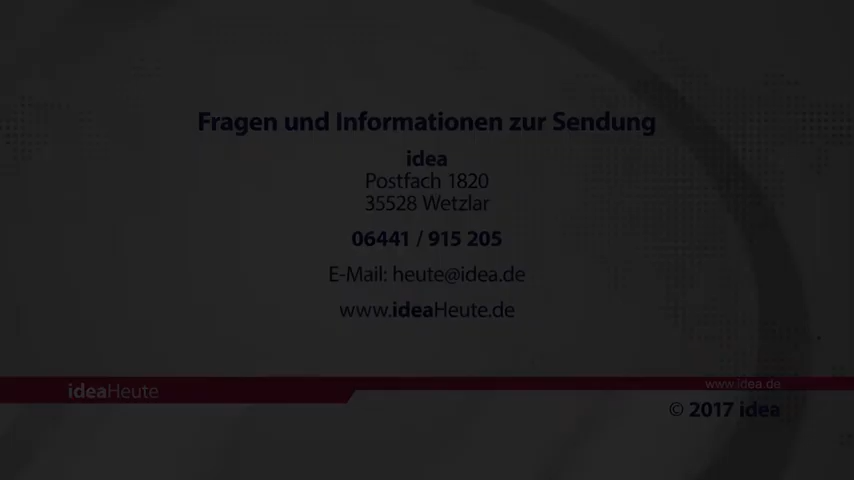 Fragen und Informationen zur Sendung
idea
Postfach 1820
35528 Wetzlar
06441 / 915 205
E-Mail: heute@idea.de
www.ideaHeute.de
www.idea.de
ideaHeute
© 2017 idea